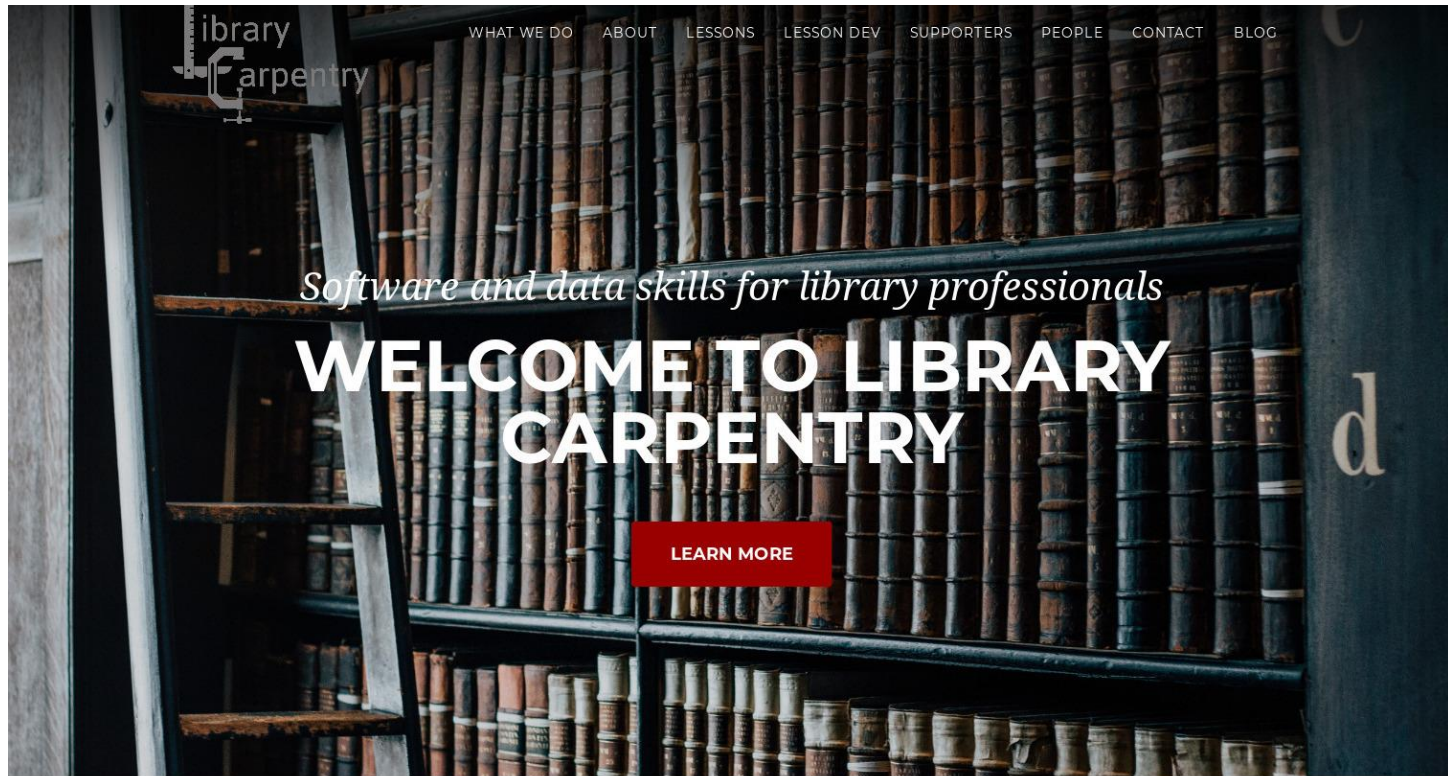 Library
Carpentry
WHAT WE DO ABOUT LESSONS LESSON DEV SUPPORTERS PEOPLE CONTACT BLOG
e
Software and data skills for library professionals
WELCOME TO LIBRARY
CARPENTRY
d
LEARN MORE